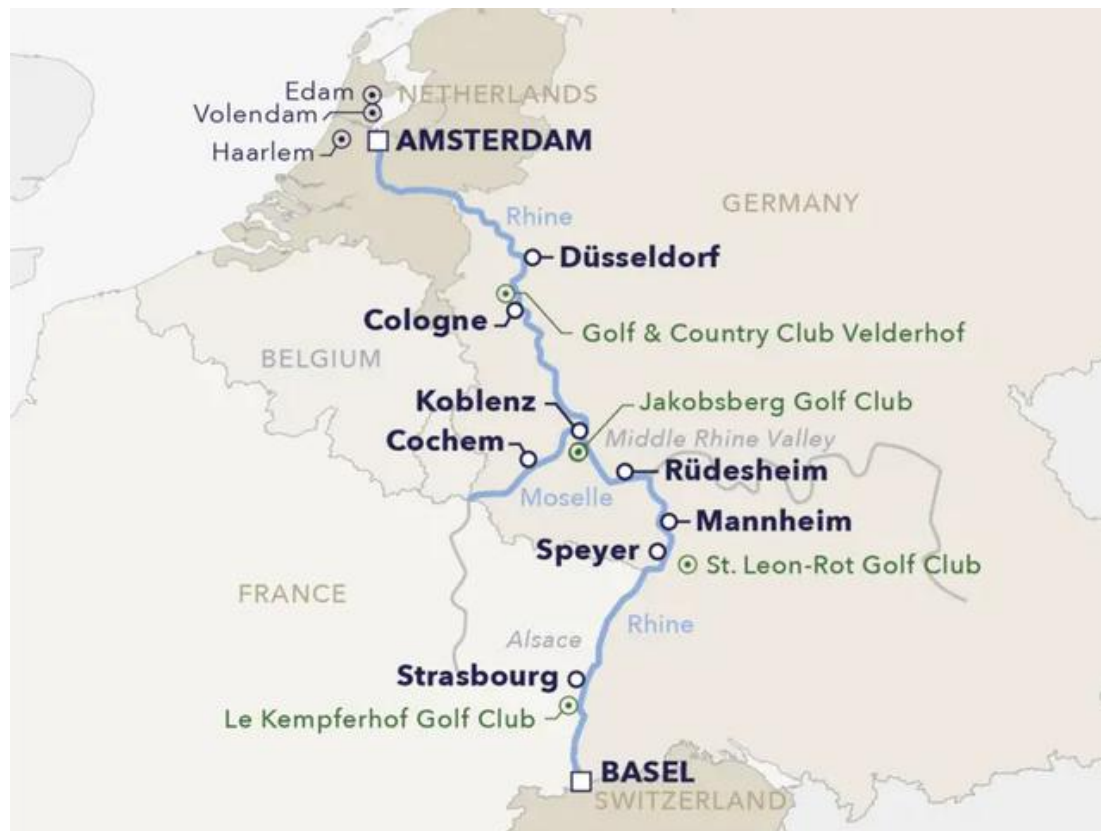 Edam
NETHERLANDS
Volendam
Haarlem
AMSTERDAM
GERMANY
Rhine
Düsseldorf
Cologne
Golf & Country Club Velderhof
BELGIUM
Koblenz
Jakobsberg Golf Club
Cochem
Middle Rhine Valley
Rüdesheim
Moselle
Mannheim
Speyer
St. Leon-Rot Golf Club
FRANCE
Rhine
Alsace
Strasbourg
Le Kempferhof Golf Club
BASEL
SWITZERLAND